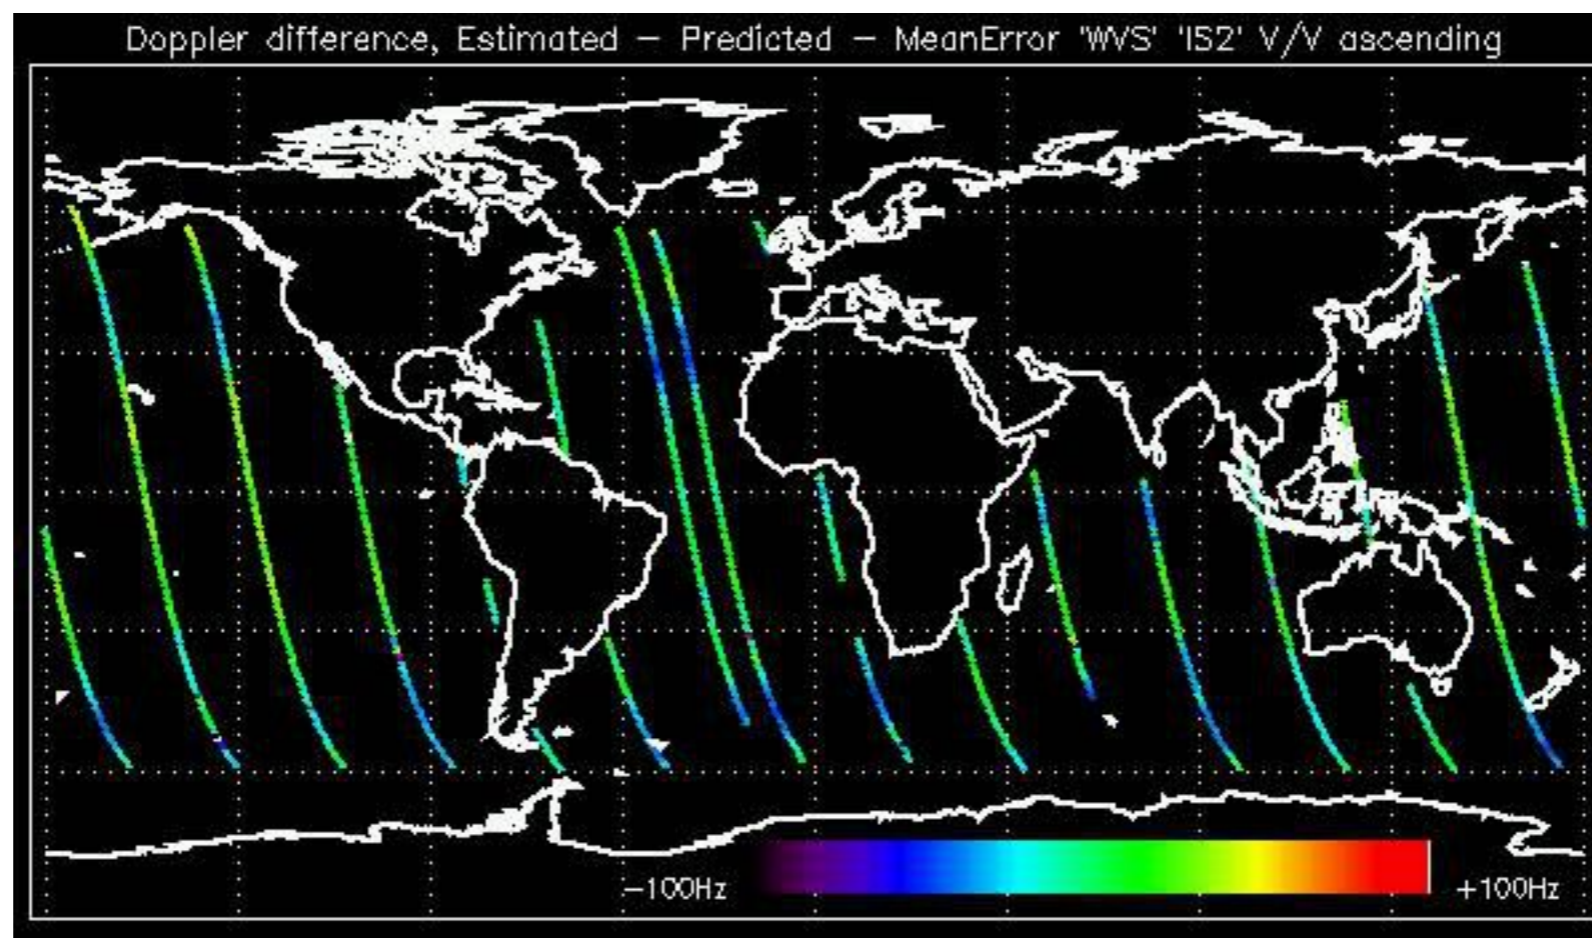 Doppler difference, Estimated – Predicted – MeanError 'WVS' 'IS2' V/V ascending
–100Hz +100Hz